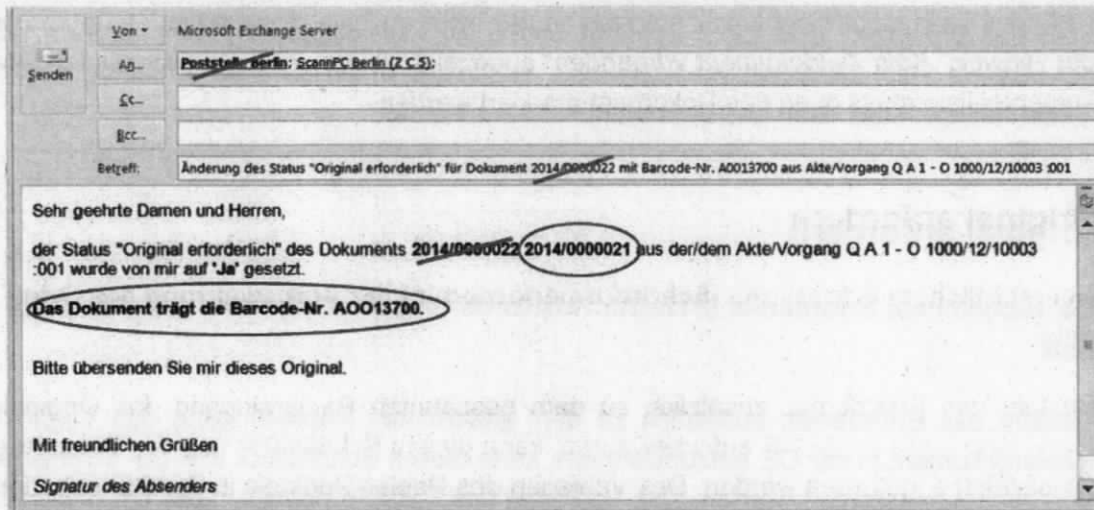 Von
Microsoft Exchange Server
Senden
An...
Poststelle Berlin; ScannPC Berlin (Z C 5);
Cc...
Bcc...
Betreff:
Änderung des Status "Original erforderlich" für Dokument 2014/0000022 mit Barcode-Nr. A0013700 aus Akte/Vorgang Q A 1 - O 1000/12/10003 :001
Sehr geehrte Damen und Herren,
der Status "Original erforderlich" des Dokuments 2014/0000022 2014/0000021 aus der/dem Akte/Vorgang Q A 1 - O 1000/12/10003
:001 wurde von mir auf "Ja" gesetzt.
Das Dokument trägt die Barcode-Nr. AOO13700.
Bitte übersenden Sie mir dieses Original.
Mit freundlichen Grüßen
Signatur des Absenders